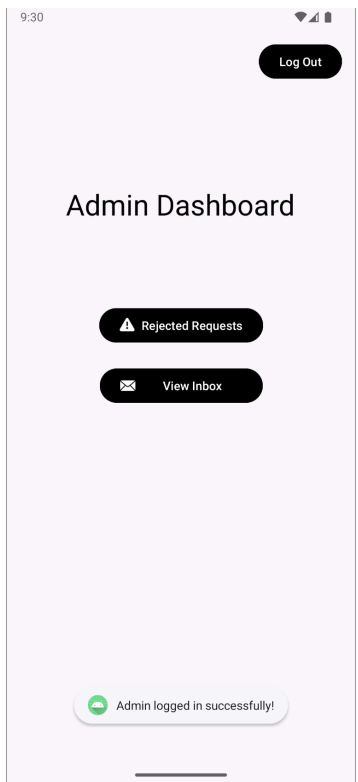 9:30
Log Out
Admin Dashboard
Rejected Requests
View Inbox
Admin logged in successfully!